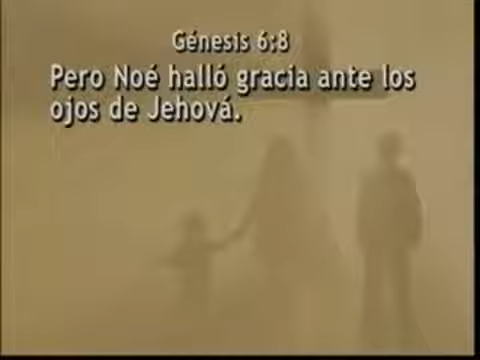 Génesis 6:8
Pero Noé halló gracia ante los
ojos de Jehová.